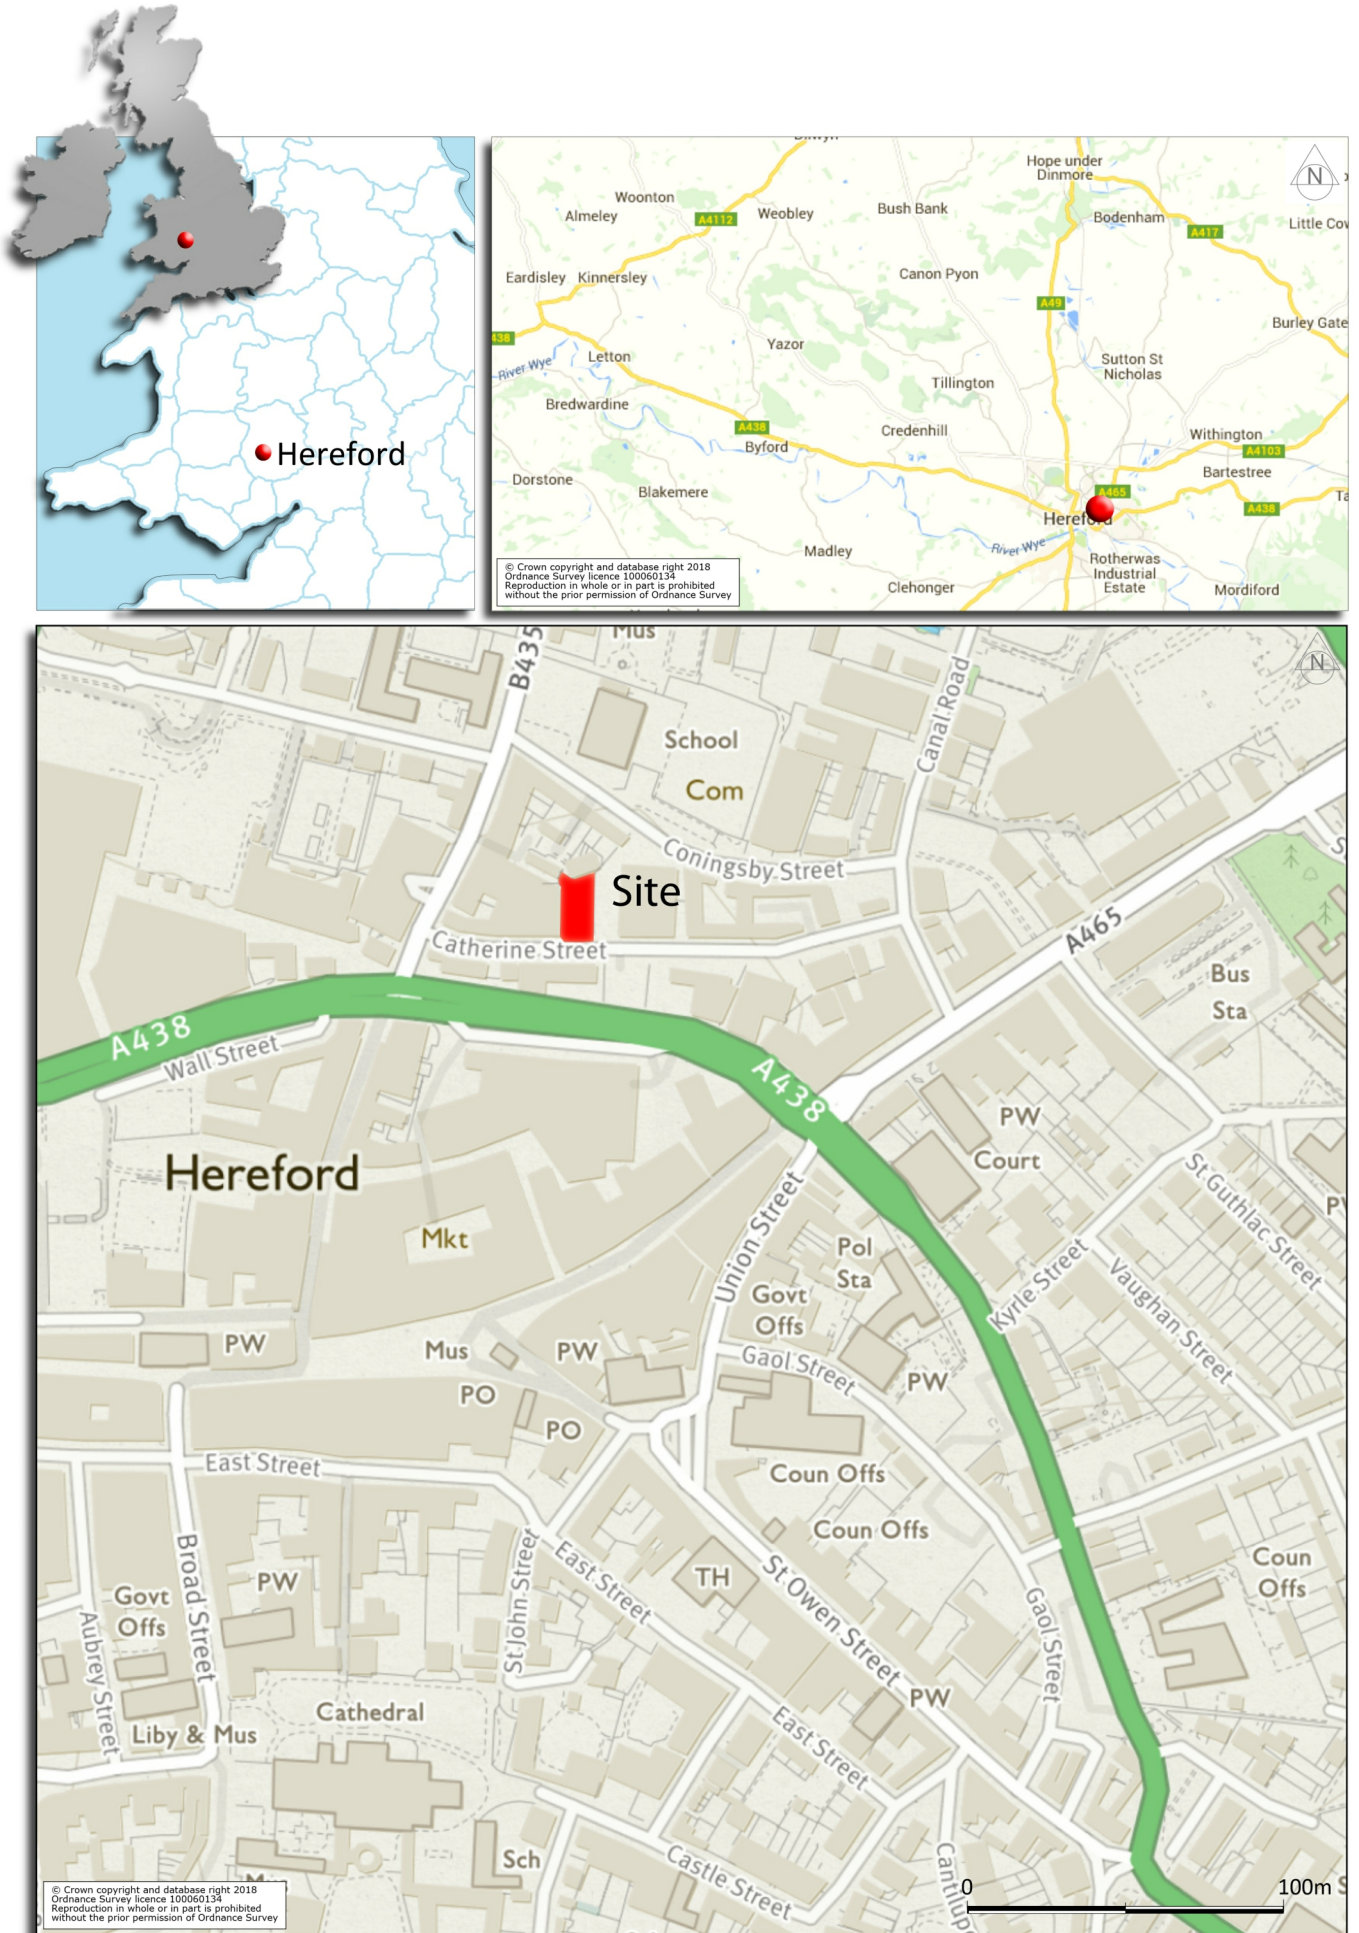 Hereford
Dilwyn
Hope under
Dinmore
N
Woonton
Almeley
A4112
Weobley
Bush Bank
Bodenham
A417
Eardisley
Kinnersley
Canon Pyon
A49
Burley Gate
438
Yazor
River Wye
Letton
Sutton St
Nicholas
Tillington
Bredwardine
A438
Byford
Credenhill
Withington
A4103
Bartestree
Dorstone
Blakemere
A465
A438
Hereford
Madley
River Wye
Rotherwas
Industrial
Estate
Clehonger
Mordiford
© Crown copyright and database right 2018
Ordnance Survey licence 100060134
Reproduction in whole or in part is prohibited
without the prior permission of Ordnance Survey
Mus
B435
N
Canal Road
School
Com
Coningsby Street
Site
Catherine Street
A465
Bus
Sta
A438
Wall Street
A438
PW
Court
Hereford
St Guthlac Street
Mkt
Union Street
Pol
Sta
Govt
Offs
Kyrle Street
Vaughan Street
PW
Mus
PW
Gaol Street
PW
PO
PO
East Street
Coun Offs
Coun Offs
Broad Street
St John Street
East Street
TH
St Owen Street
Coun
Offs
PW
Govt
Offs
Aubrey Street
Gaol Street
PW
Cathedral
Liby & Mus
East Street
Sch
Castle Street
Cantilup
0
100m
© Crown copyright and database right 2018
Ordnance Survey licence 100060134
Reproduction in whole or in part is prohibited
without the prior permission of Ordnance Survey